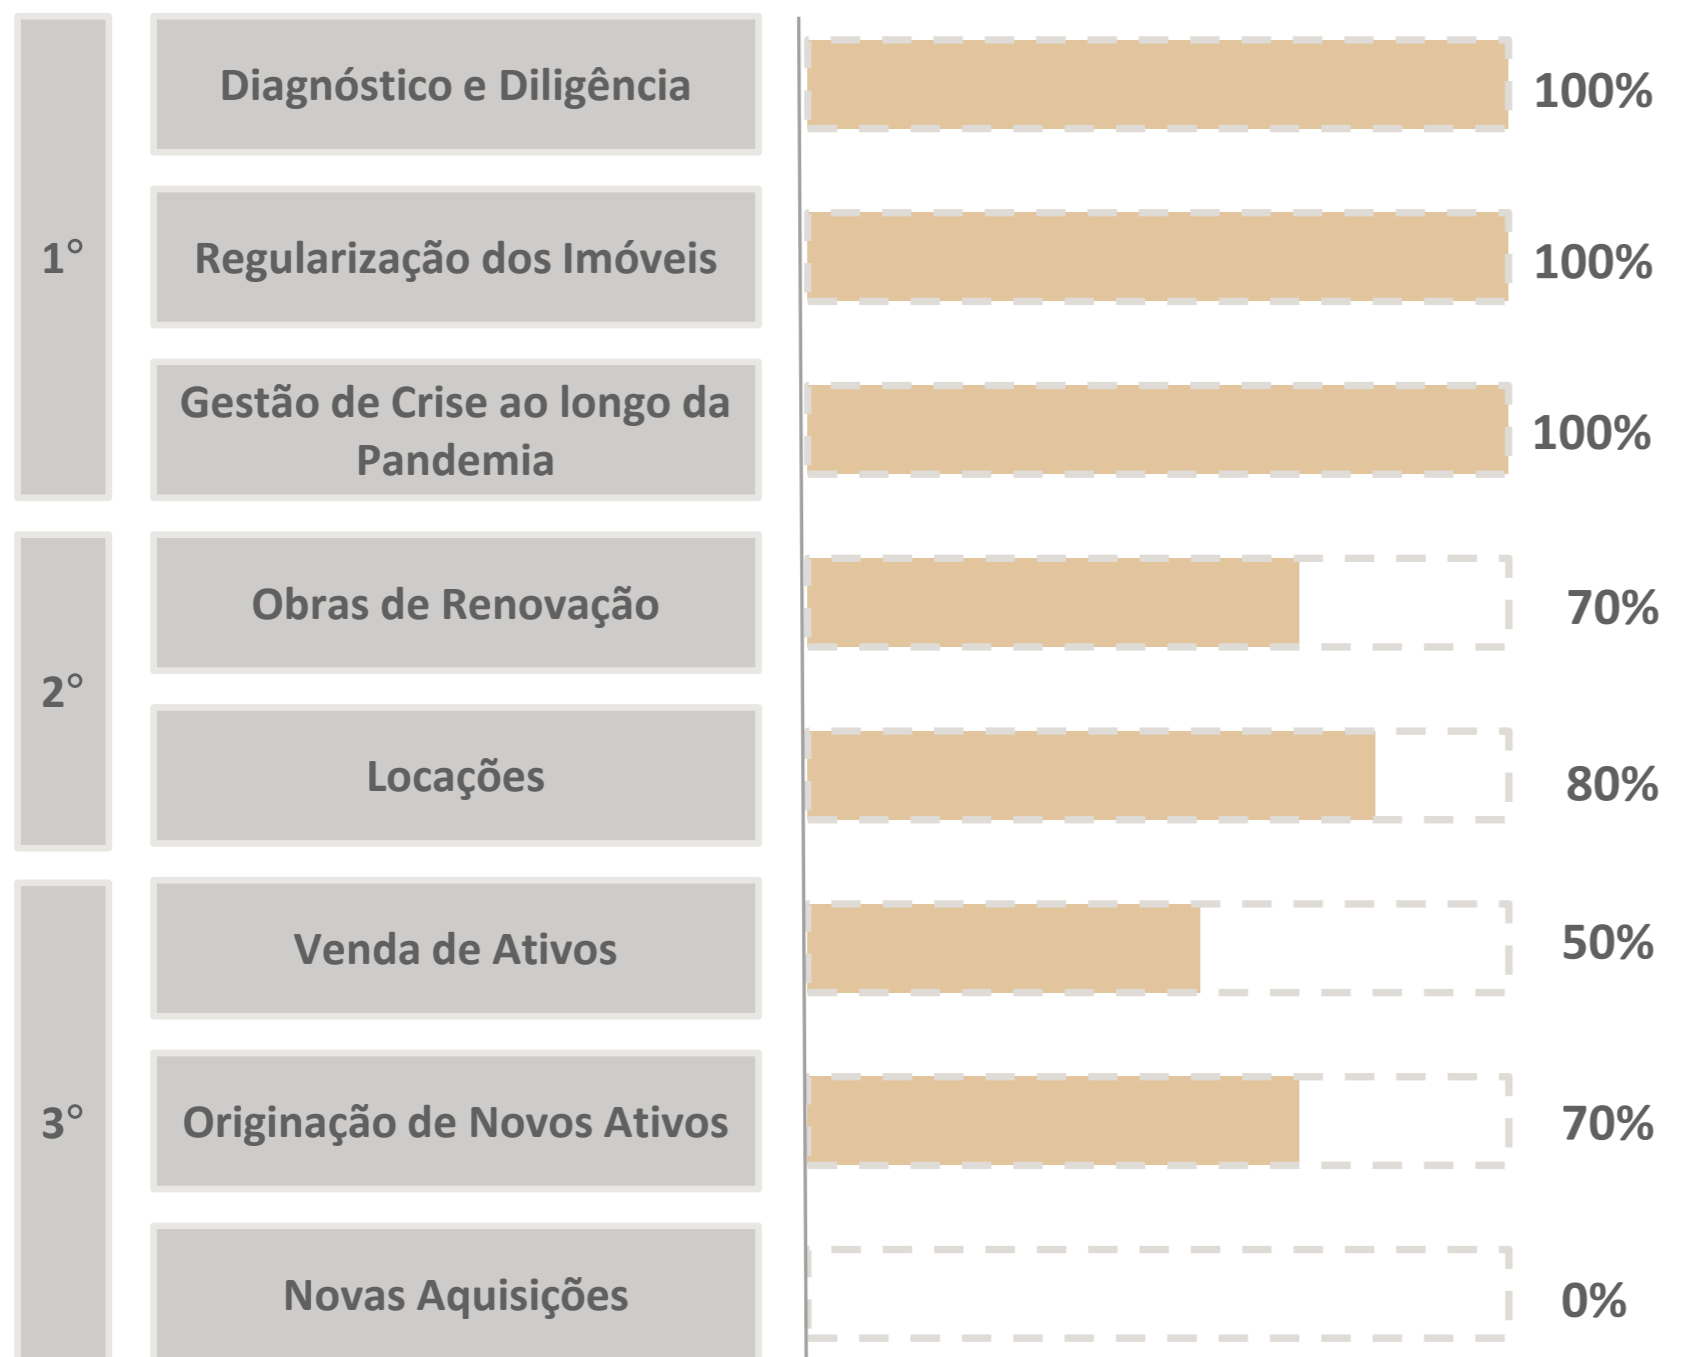 1°
Diagnóstico e Diligência
100%
Regularização dos Imóveis
100%
Gestão de Crise ao longo da
Pandemia
100%
2°
Obras de Renovação
70%
Locações
80%
3°
Venda de Ativos
50%
Originação de Novos Ativos
70%
Novas Aquisições
0%